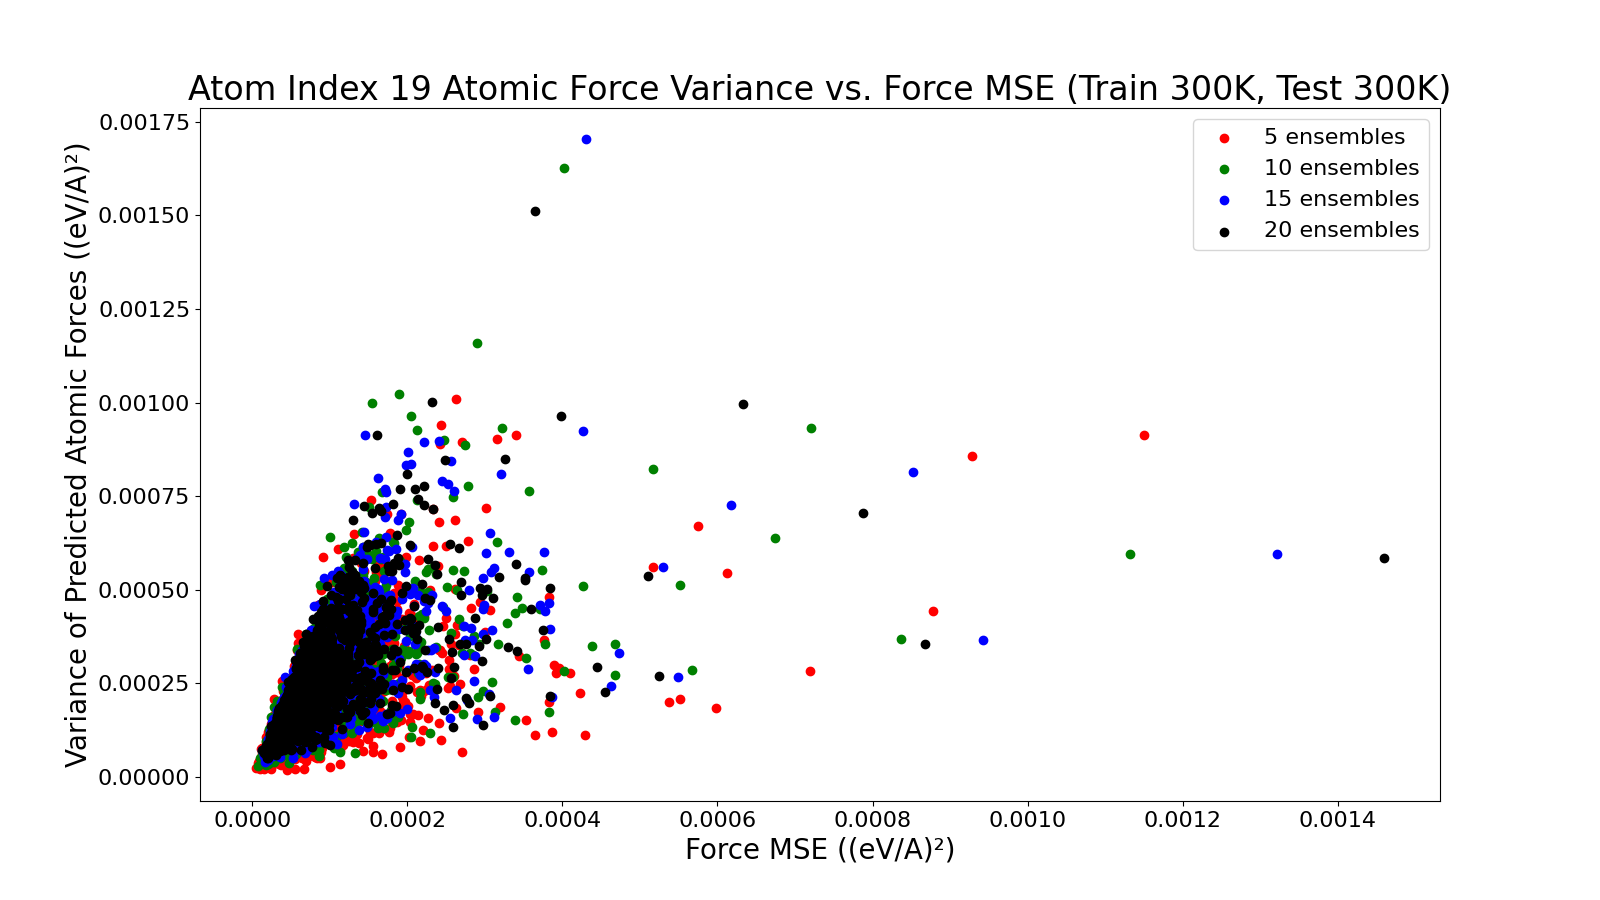 Atom Index 19 Atomic Force Variance vs. Force MSE (Train 300K, Test 300K)
5 ensembles
10 ensembles
15 ensembles
20 ensembles
Variance of Predicted Atomic Forces ((eV/A)²)
0.00175
0.00150
0.00125
0.00100
0.00075
0.00050
0.00025
0.00000
0.0000 0.0002 0.0004 0.0006 0.0008 0.0010 0.0012 0.0014
Force MSE ((eV/A)²)